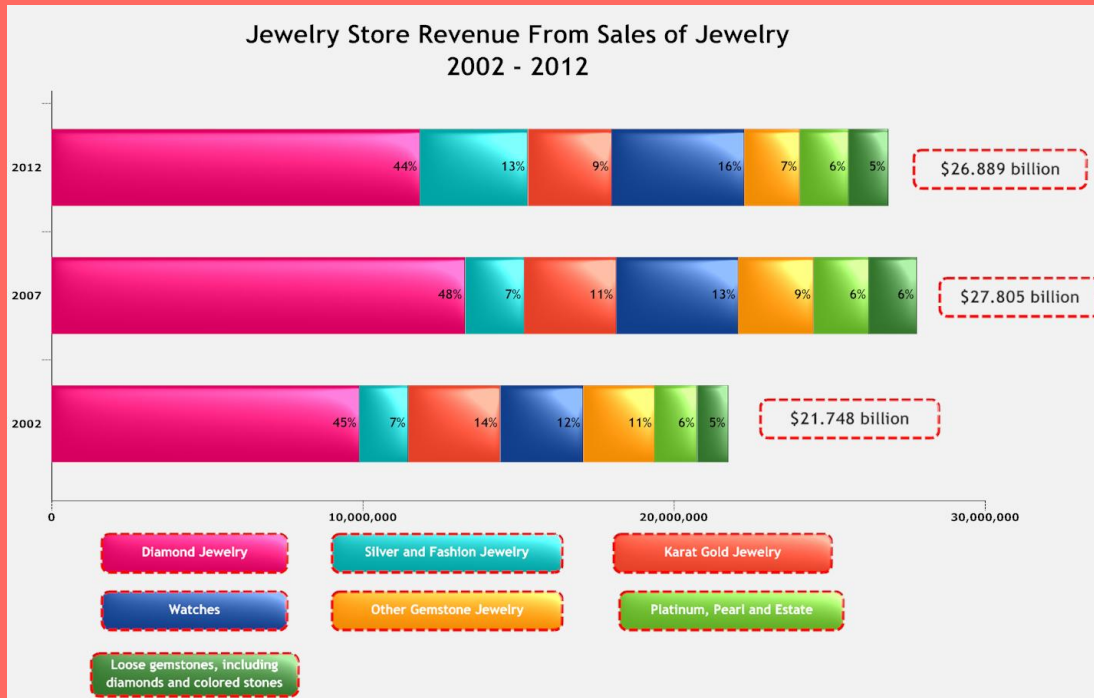 Jewelry Store Revenue From Sales of Jewelry
2002 - 2012
2012
44% 13% 9% 16% 7% 6% 5%
$26.889 billion
2007
48% 7% 11% 13% 9% 6% 6%
$27.805 billion
2002
45% 7% 14% 12% 11% 6% 5%
$21.748 billion
0 10,000,000 20,000,000 30,000,000
Diamond Jewelry
Silver and Fashion Jewelry
Karat Gold Jewelry
Watches
Other Gemstone Jewelry
Platinum, Pearl and Estate
Loose gemstones, including
diamonds and colored stones